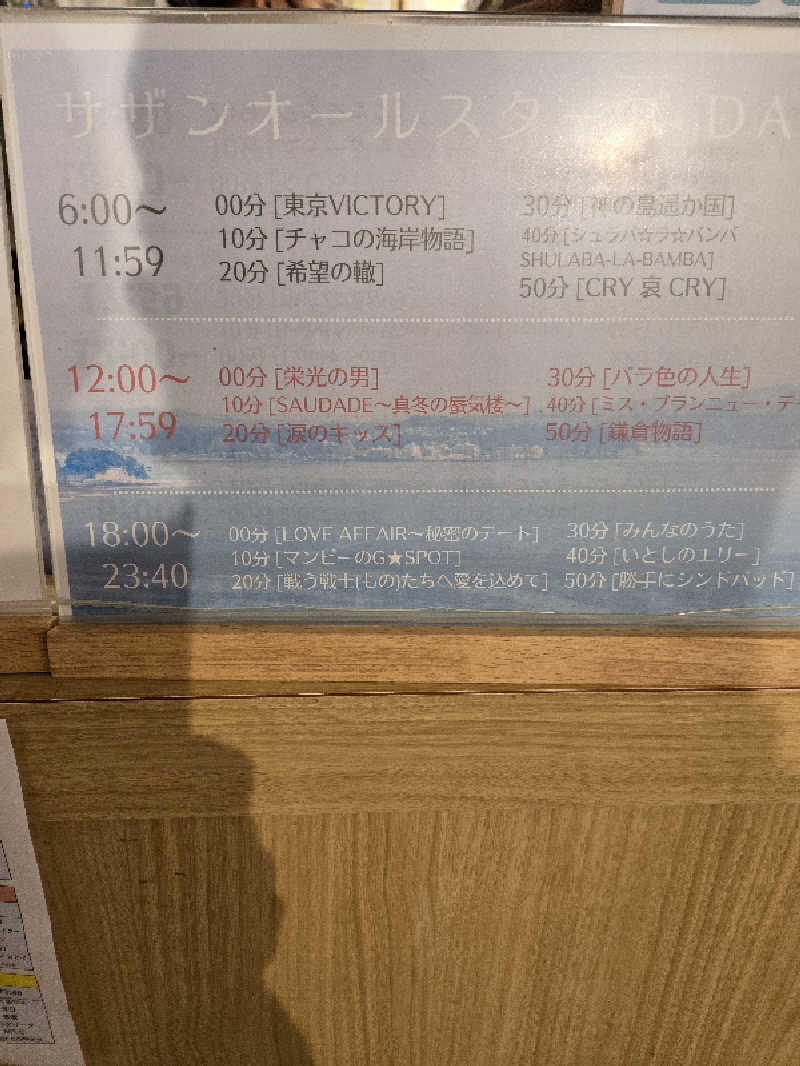 サザンオールスターズ DA
6:00～
11:59
00分 [東京VICTORY]
10分 [チャコの海岸物語]
20分 [希望の轍]
30分 [神の島遥か国]
40分 [シュラバ☆ラ☆バンバ
SHULABA-LA-BAMBA]
50分 [CRY 哀 CRY]
12:00～
17:59
00分 [栄光の男]
10分 [SAUDADE～真冬の蜃気楼～]
20分 [涙のキッス]
30分 [バラ色の人生]
40分 [ミス・ブランニュー・デー
50分 [鎌倉物語]
18:00～
23:40
00分 [LOVE AFFAIR～秘密のデート]
10分 [マンピーのG★SPOT]
20分 [戦う戦士(もの)たちへ愛を込めて]
30分 [みんなのうた]
40分 [いとしのエリー]
50分 [勝手にシンドバッド]